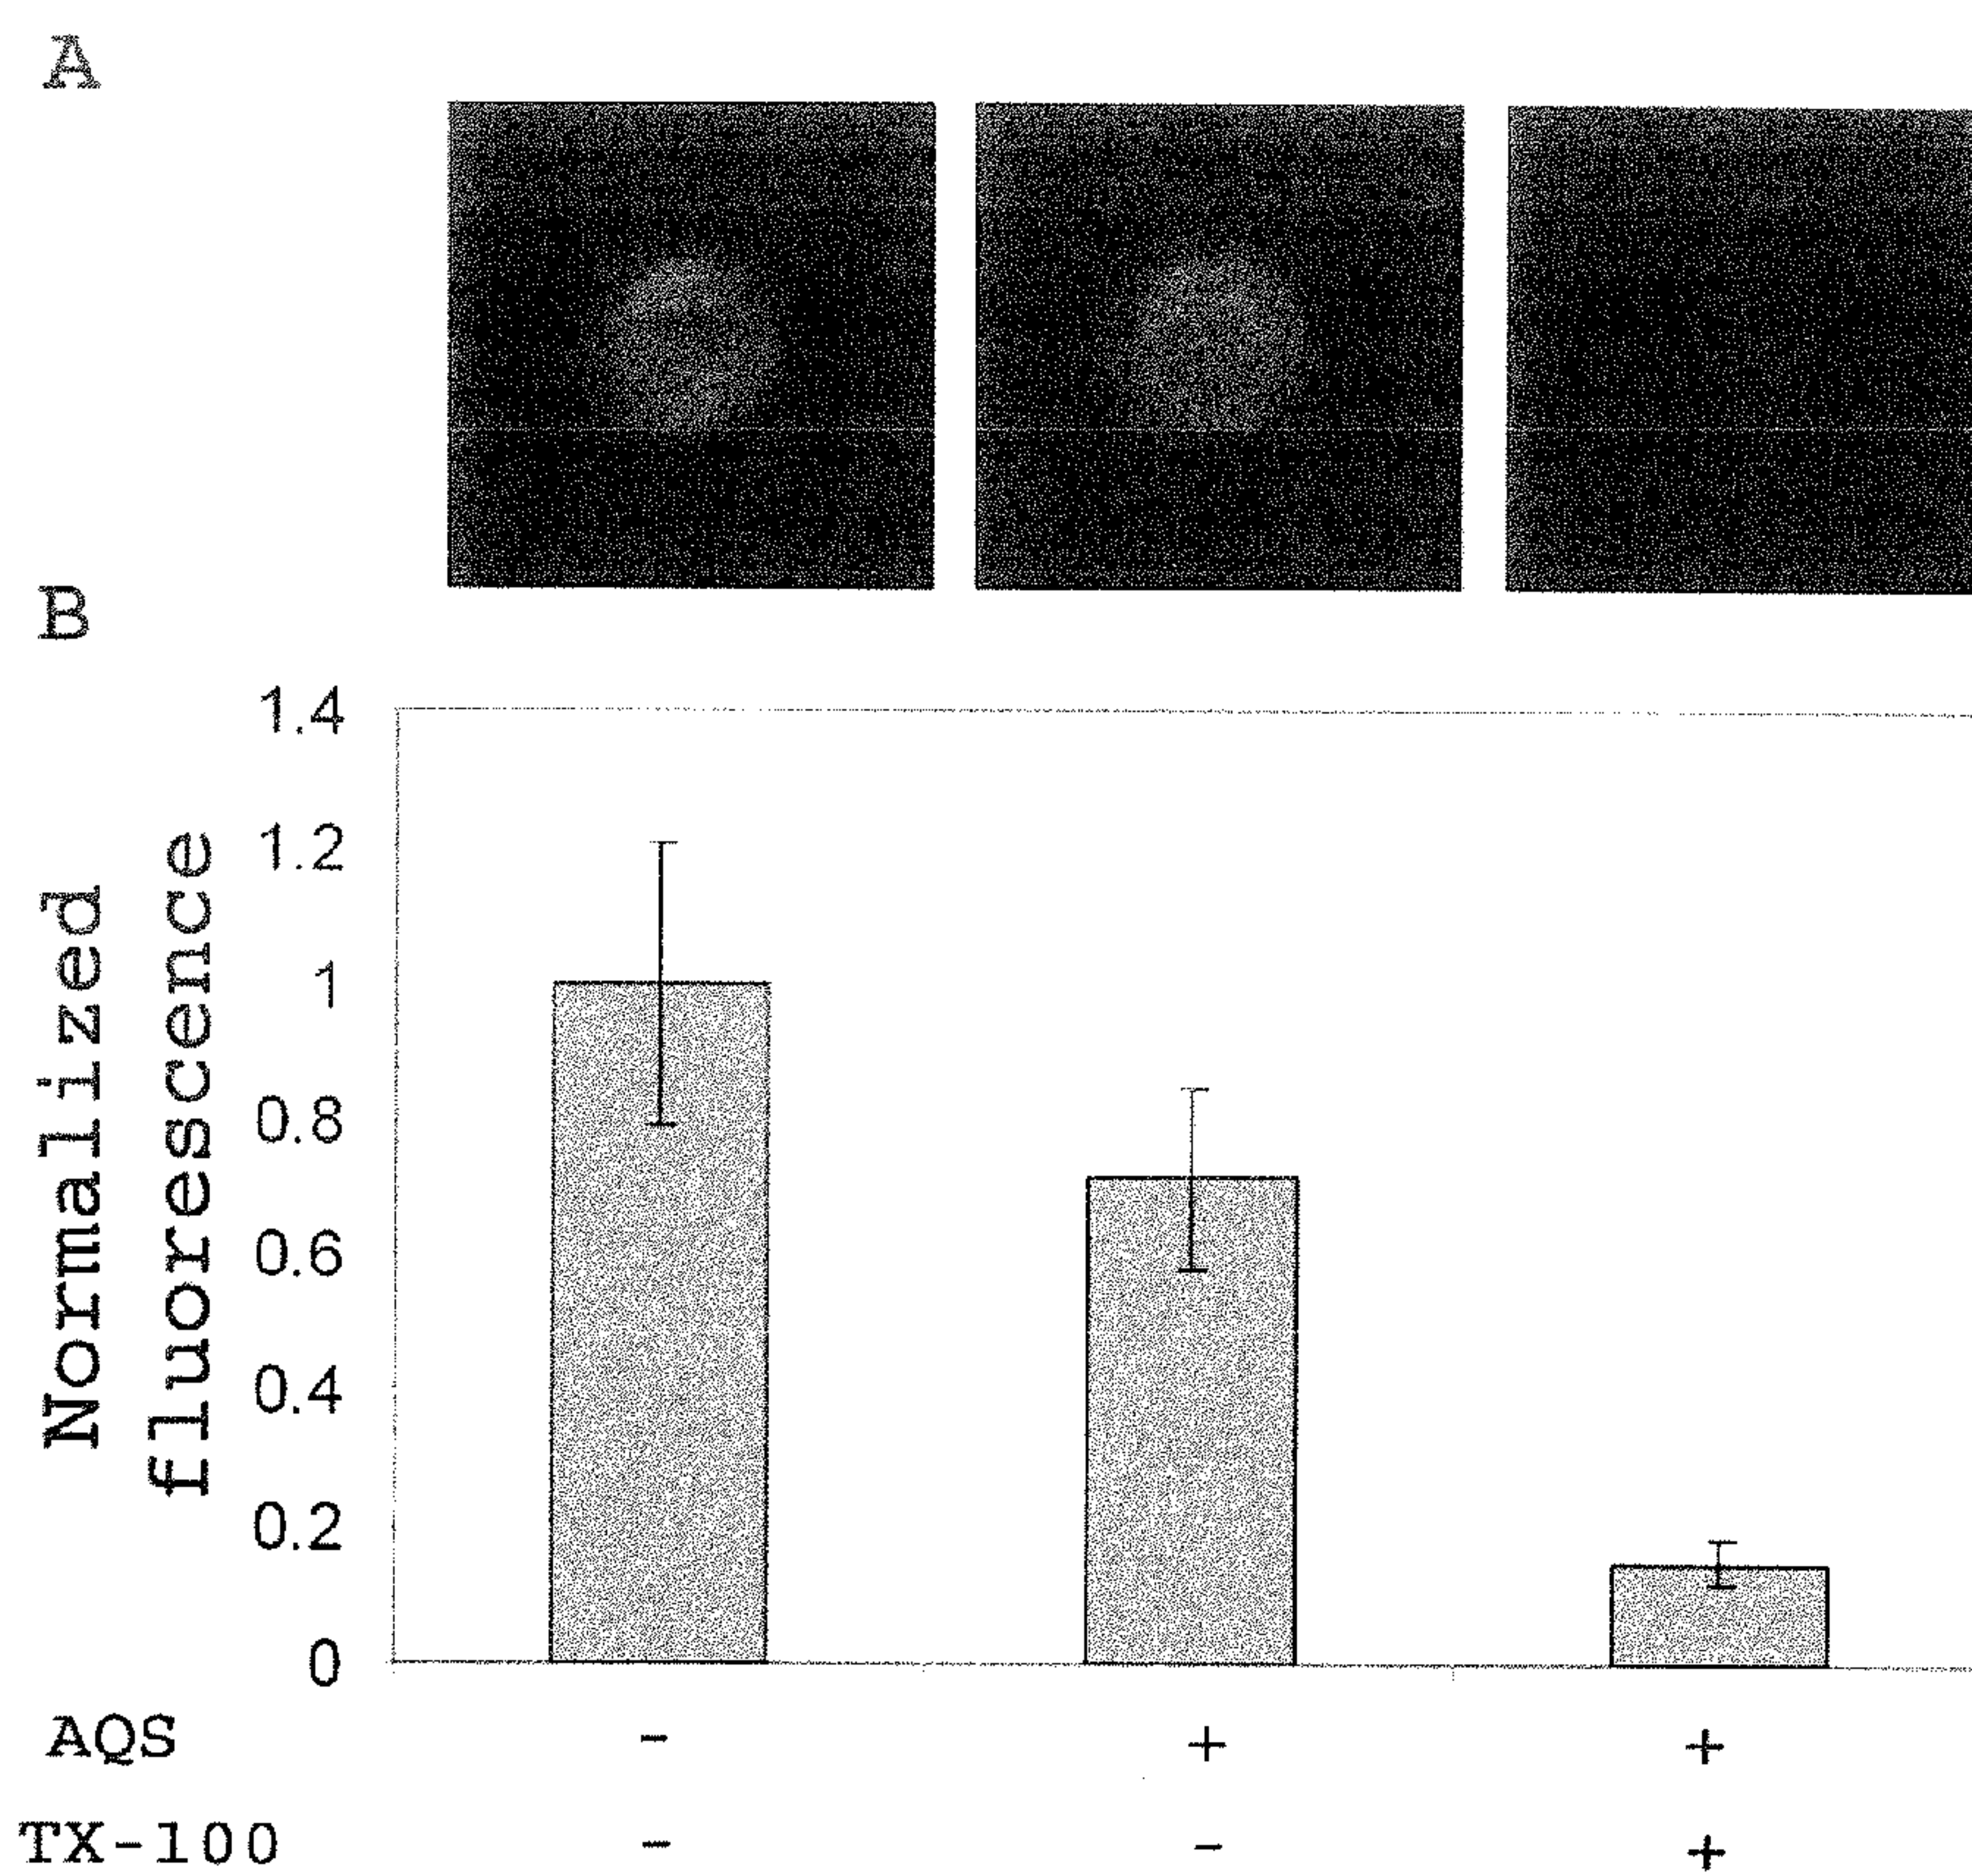 A
B
Normalized
fluorescence
1.4
1.2
1
0.8
0.6
0.4
0.2
0
AQS - + +
TX-100 - - +